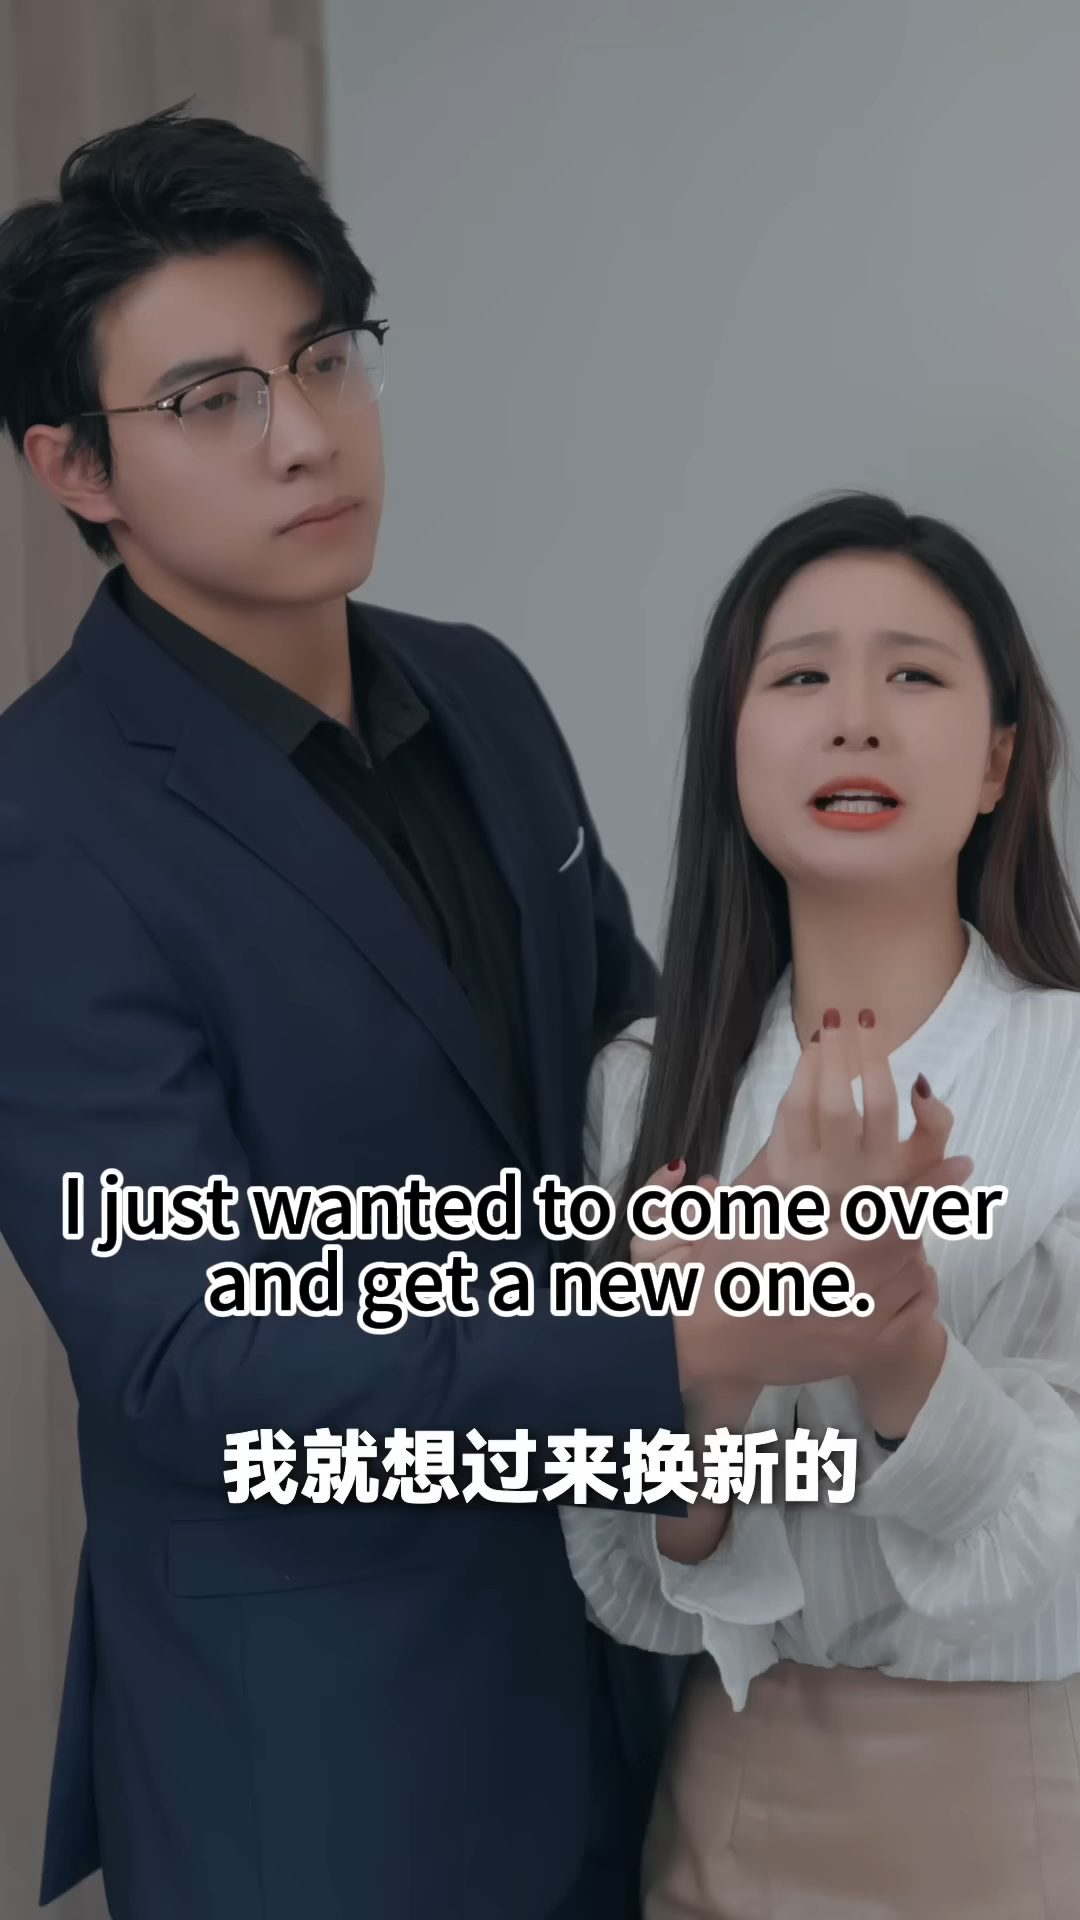 I just wanted to come over
and get a new one.
我就想过来换新的